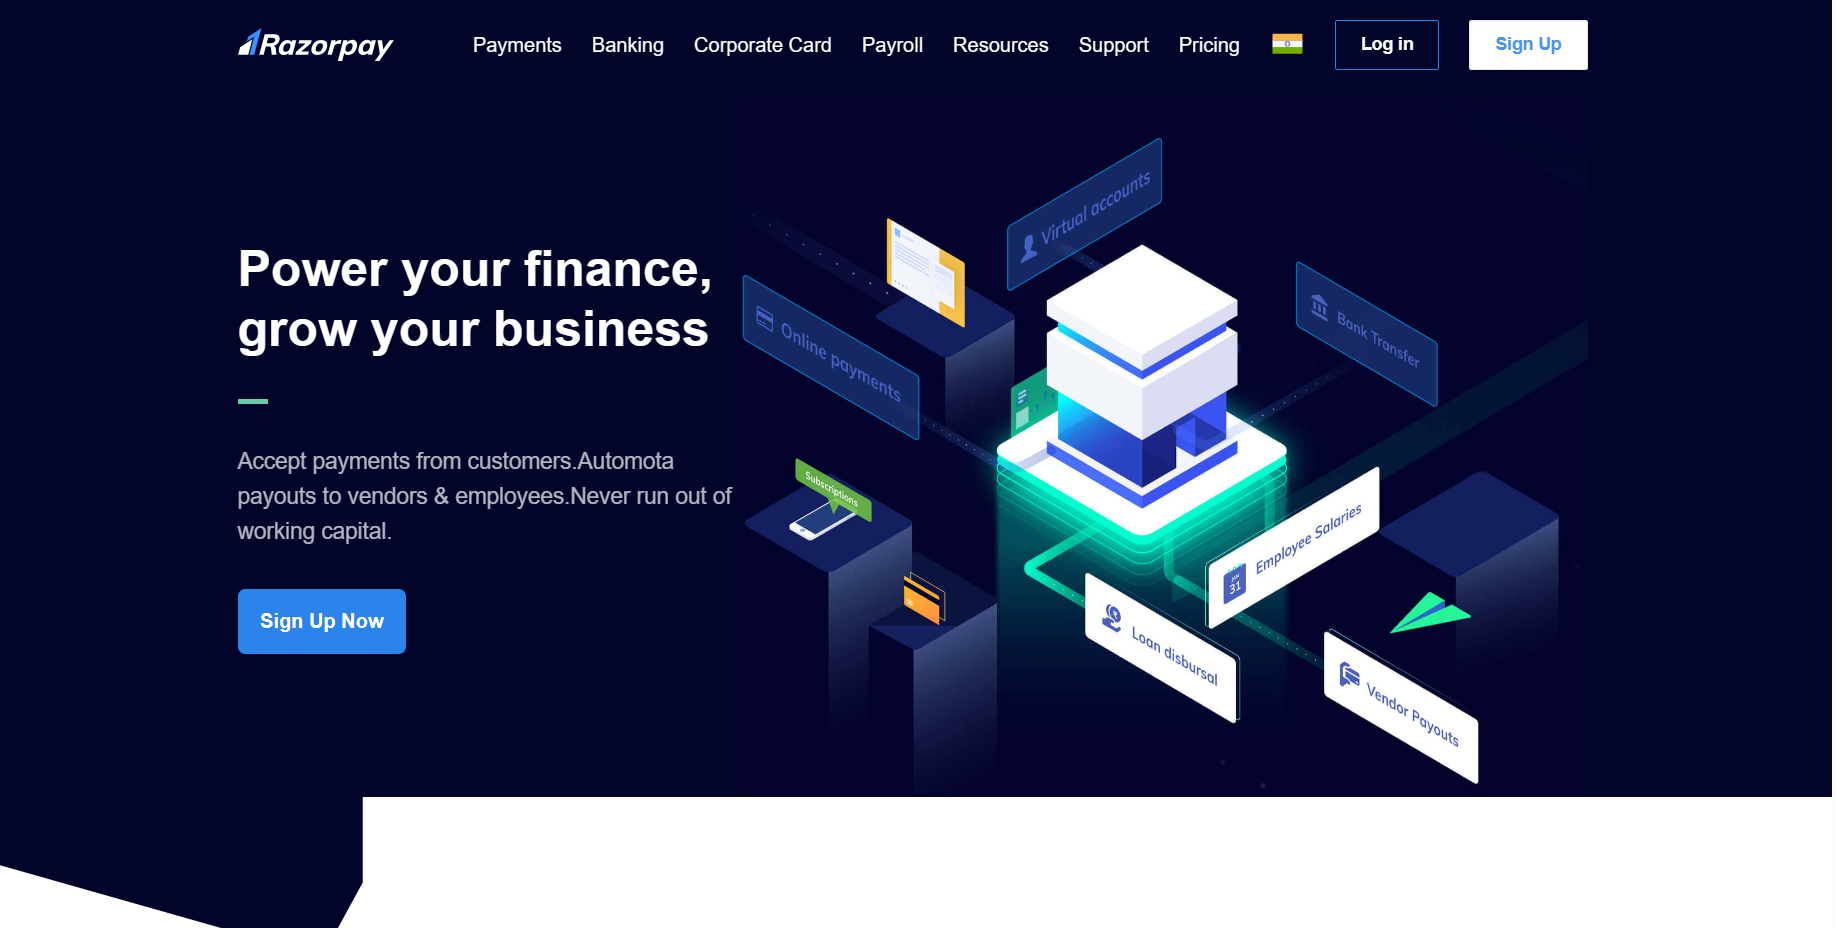 Razorpay
Payments
Banking
Corporate Card
Payroll
Resources
Support
Pricing
Log in
Sign Up
Power your finance,
grow your business
Accept payments from customers.Automota
payouts to vendors & employees.Never run out of
working capital.
Sign Up Now
Virtual accounts
Online payments
Bank Transfer
Subscriptions
JAN
31
Employee Salaries
Loan disbursal
Vendor Payouts